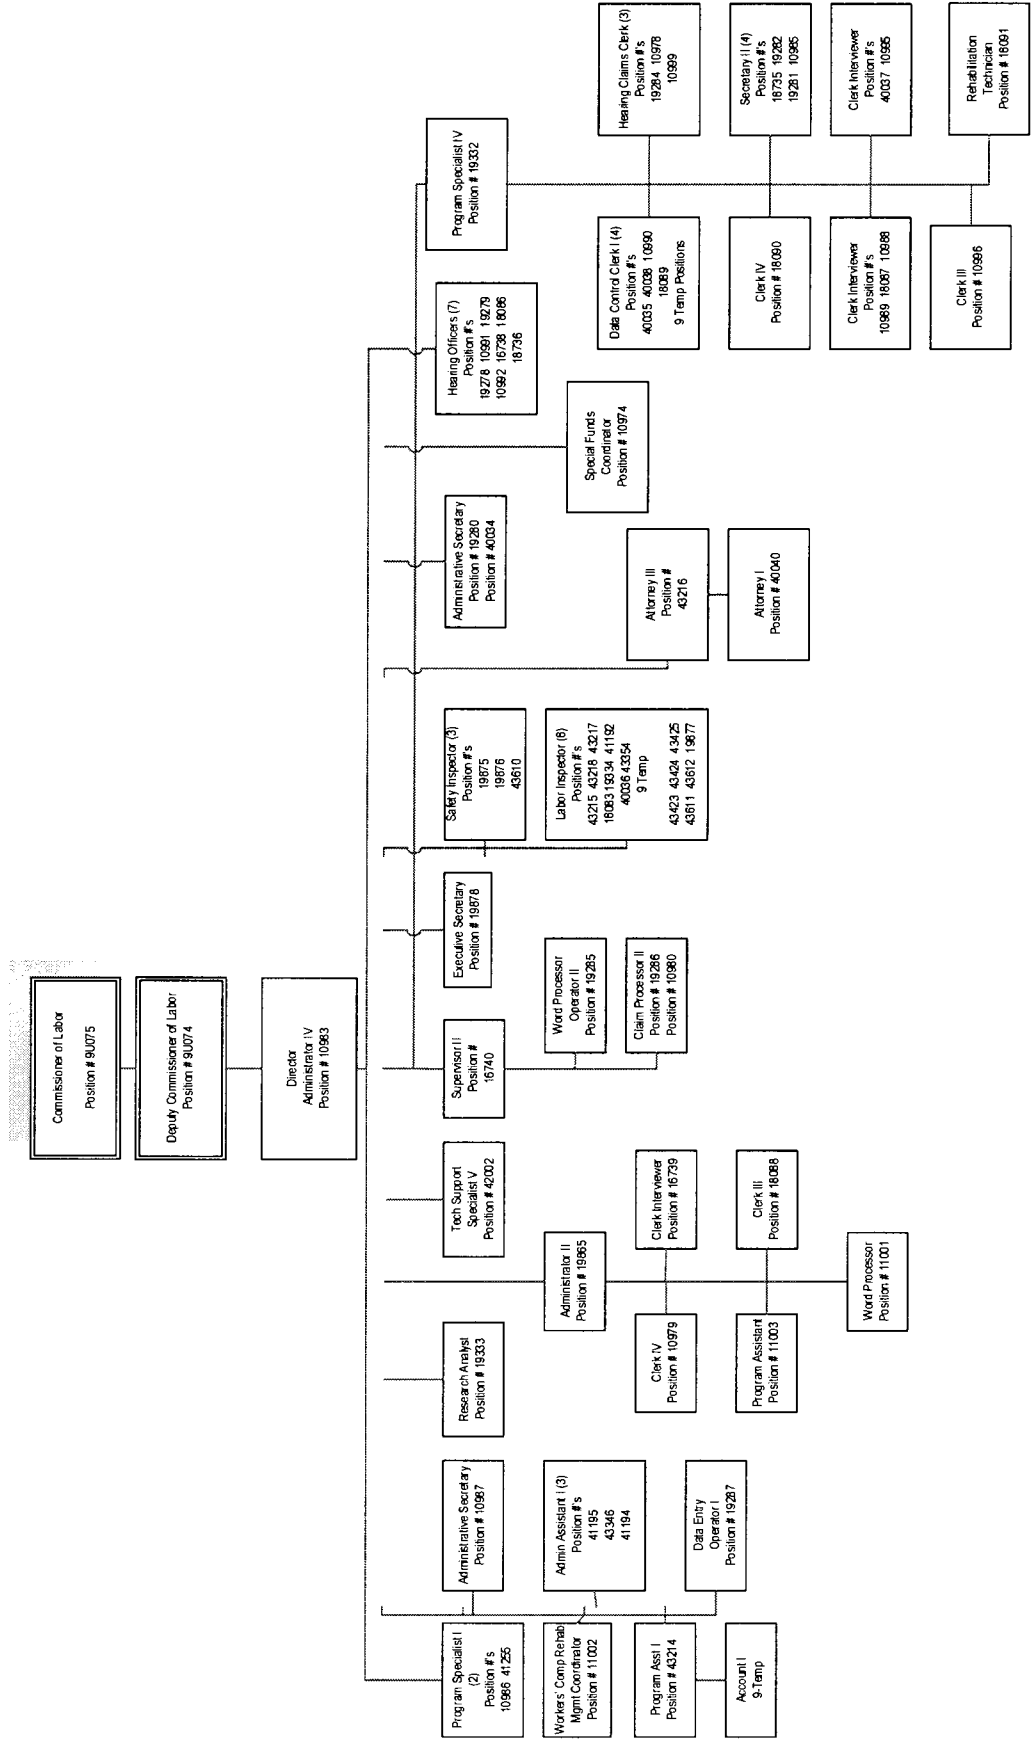 Commissioner of Labor
Position # 9U075
Deputy Commissioner of Labor
Position # 9U074
Director
Administrator IV
Position # 10983
Program Specialist I
(2)
Position #'s
10986 41255
Administrative Secretary
Position # 10987
Research Analyst
Position # 19333
Tech Support
Specialist V
Position # 42002
Supervisor II
Position #
16740
Executive Secretary
Position # 19878
Safety Inspector (3)
Position #'s
19875
19876
43610
Administrative Secretary
Position # 19280
Position # 40034
Hearing Officers (7)
Position #'s
19278 10991 19279
10992 16738 18086
18736
Program Specialist IV
Position # 19332
Workers' Comp Rehab
Mgmt Coordinator
Position # 11002
Admin Assistant I (3)
Position #'s
41195
43346
41194
Administrator II
Position # 19865
Word Processor
Operator II
Position # 19285
Labor Inspector (8)
Position #'s
43215 43218 43217
18083 19334 41192
40036 43354
9 Temp
43423 43424 43425
43611 43612 19877
Special Funds
Coordinator
Position # 10974
Hearing Claims Clerk (3)
Position #'s
19284 10978
10999
Data Control Clerk I (4)
Position #'s
40035 40038 10990
18089
9 Temp Positions
Program Asst I
Position # 43214
Data Entry
Operator I
Position # 19287
Clerk IV
Position # 10979
Clerk Interviewer
Position # 16739
Claim Processor II
Position # 19286
Position # 10980
Attorney III
Position #
43216
Account I
9-Temp
Program Assistant
Position # 11003
Clerk III
Position # 18088
Attorney I
Position # 40040
Clerk IV
Position # 18090
Secretary II (4)
Position #'s
18735 19282
19281 10985
Word Processor
Position # 11001
Clerk Interviewer
Position #'s
10989 18087 10988
Clerk Interviewer
Position #'s
40037 10995
Clerk III
Position # 10996
Rehabilitation
Technician
Position # 18091